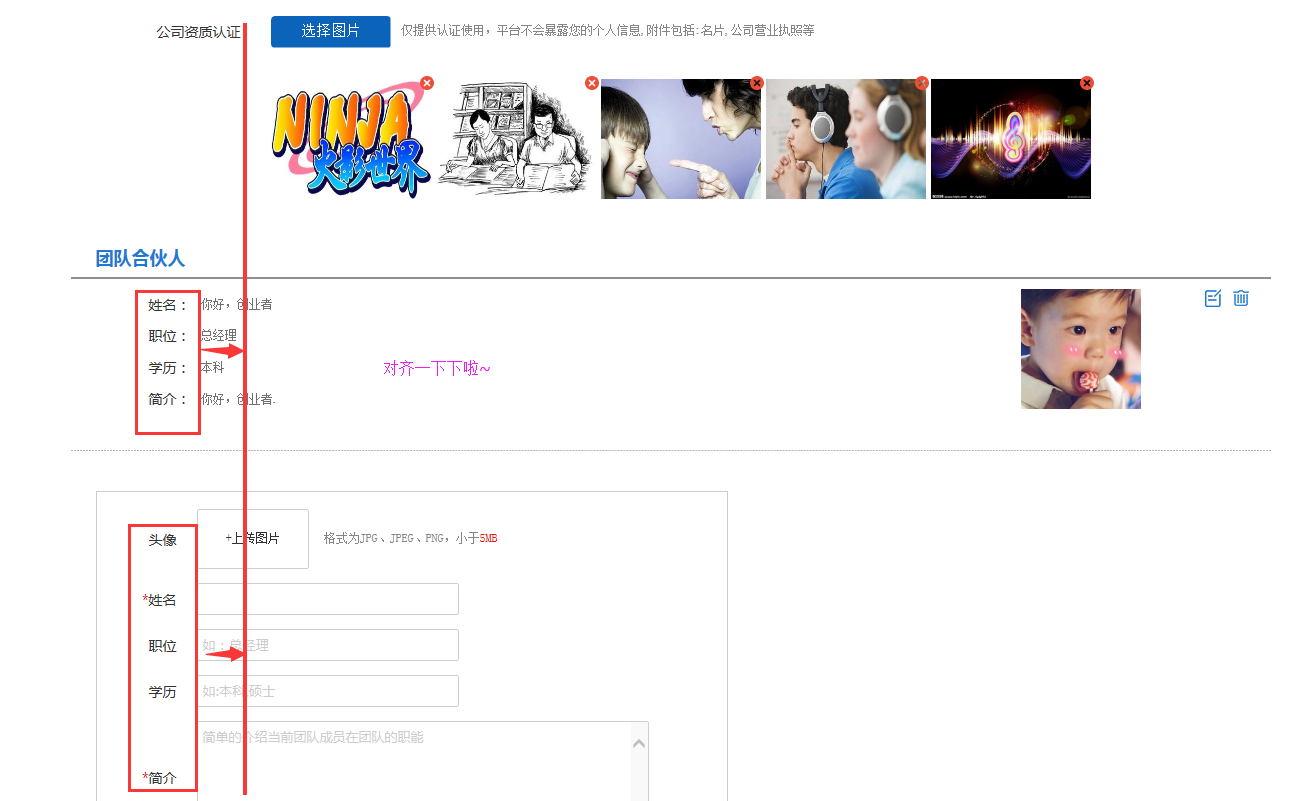 公司资质认证 选择图片 仅提供认证使用，平台不会暴露您的个人信息, 附件包括: 名片, 公司营业执照等
NINJA
火影世界
团队合伙人
姓名： 你好，创业者
职位： 总经理
学历： 本科
对齐一下下啦~
简介： 你好，创业者.
头像 +上传图片 格式为JPG、JPEG、PNG，小于5MB
*姓名
职位 如：总经理
学历 如:本科,硕士
简单的介绍当前团队成员在团队的职能
*简介